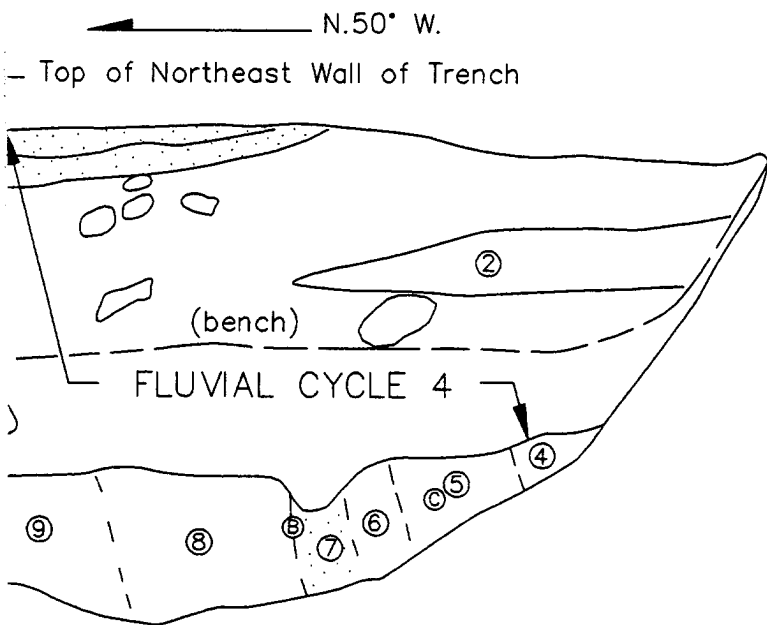 N.50° W.
Top of Northeast Wall of Trench
②
(bench)
FLUVIAL CYCLE 4
④
Ⓒ ⑤
⑨ ⑧ Ⓑ ⑦ ⑥